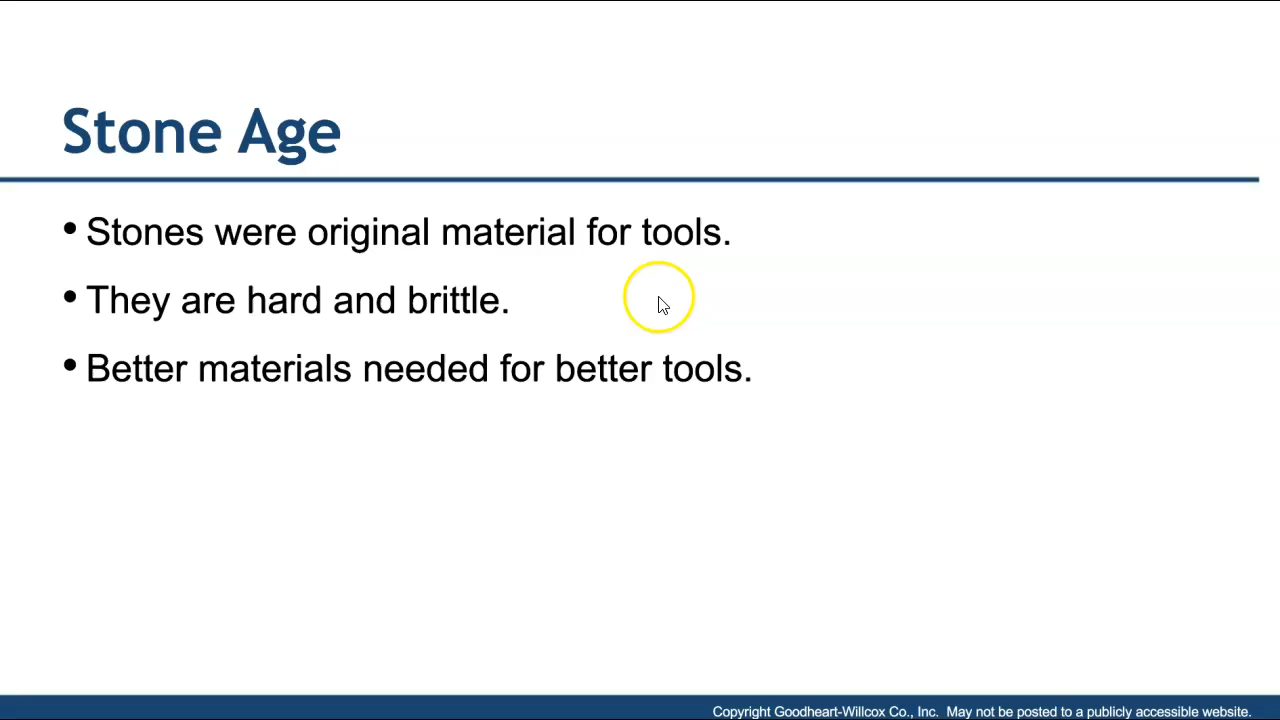 Stone Age
• Stones were original material for tools.
• They are hard and brittle.
• Better materials needed for better tools.
Copyright Goodheart-Willcox Co., Inc. May not be posted to a publicly accessible website.